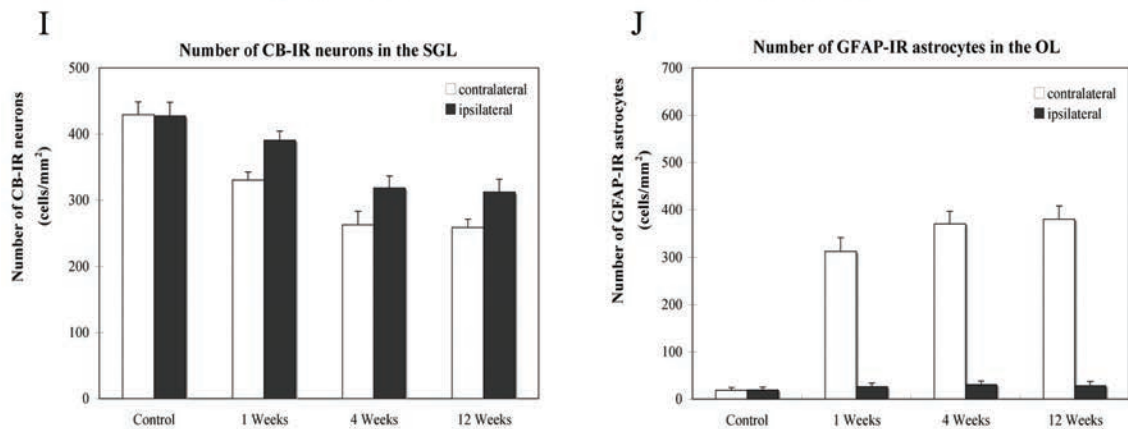 I
Number of CB-IR neurons in the SGL
Number of CB-IR neurons
(cells/mm²)
500
400
300
200
100
0
contralateral
ipsilateral
Control
1 Weeks
4 Weeks
12 Weeks
J
Number of GFAP-IR astrocytes in the OL
Number of GFAP-IR astrocytes
(cells/mm²)
700
600
500
400
300
200
100
0
contralateral
ipsilateral
Control
1 Weeks
4 Weeks
12 Weeks